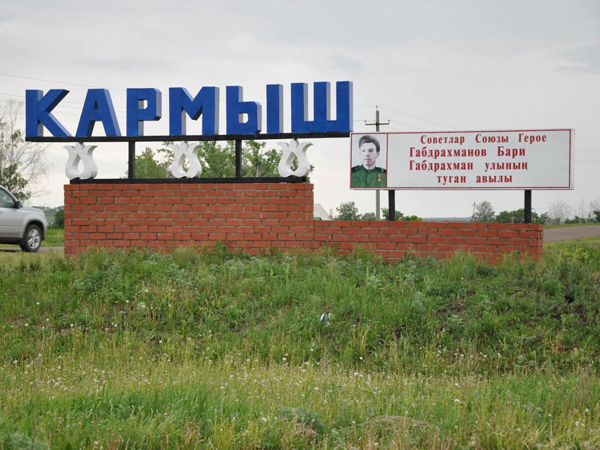 КАРМЫШ
Советлар Союзы Герое
Габдрахманов Бари
Габдрахман улының
туган авылы